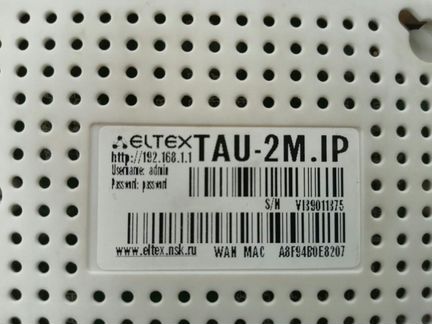 ELTEX TAU-2M.IP
http://192.168.1.1
Username: admin
Password: password
S/N VI39011375
www.eltex.nsk.ru WAN MAC A8F94B0E8207